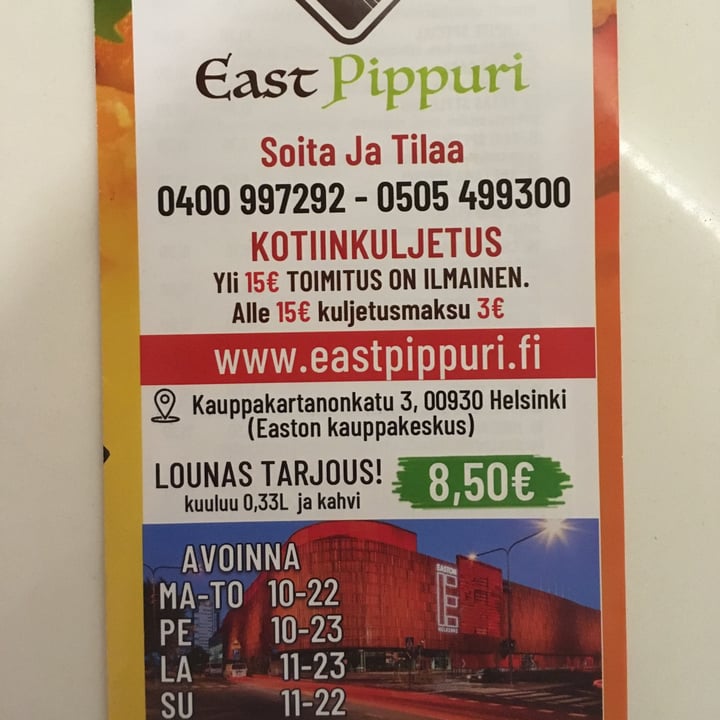 East Pippuri
Soita Ja Tilaa
0400 997292 - 0505 499300
KOTIINKULJETUS
Yli 15€ TOIMITUS ON ILMAINEN.
Alle 15€ kuljetusmaksu 3€
www.eastpippuri.fi
Kauppakartanonkatu 3, 00930 Helsinki
(Easton kauppakeskus)
LOUNAS TARJOUS! 8,50€
kuuluu 0,33L ja kahvi
AVOINNA
MA-TO 10-22
PE 10-23
LA 11-23
SU 11-22
EASTON
HELSINKI